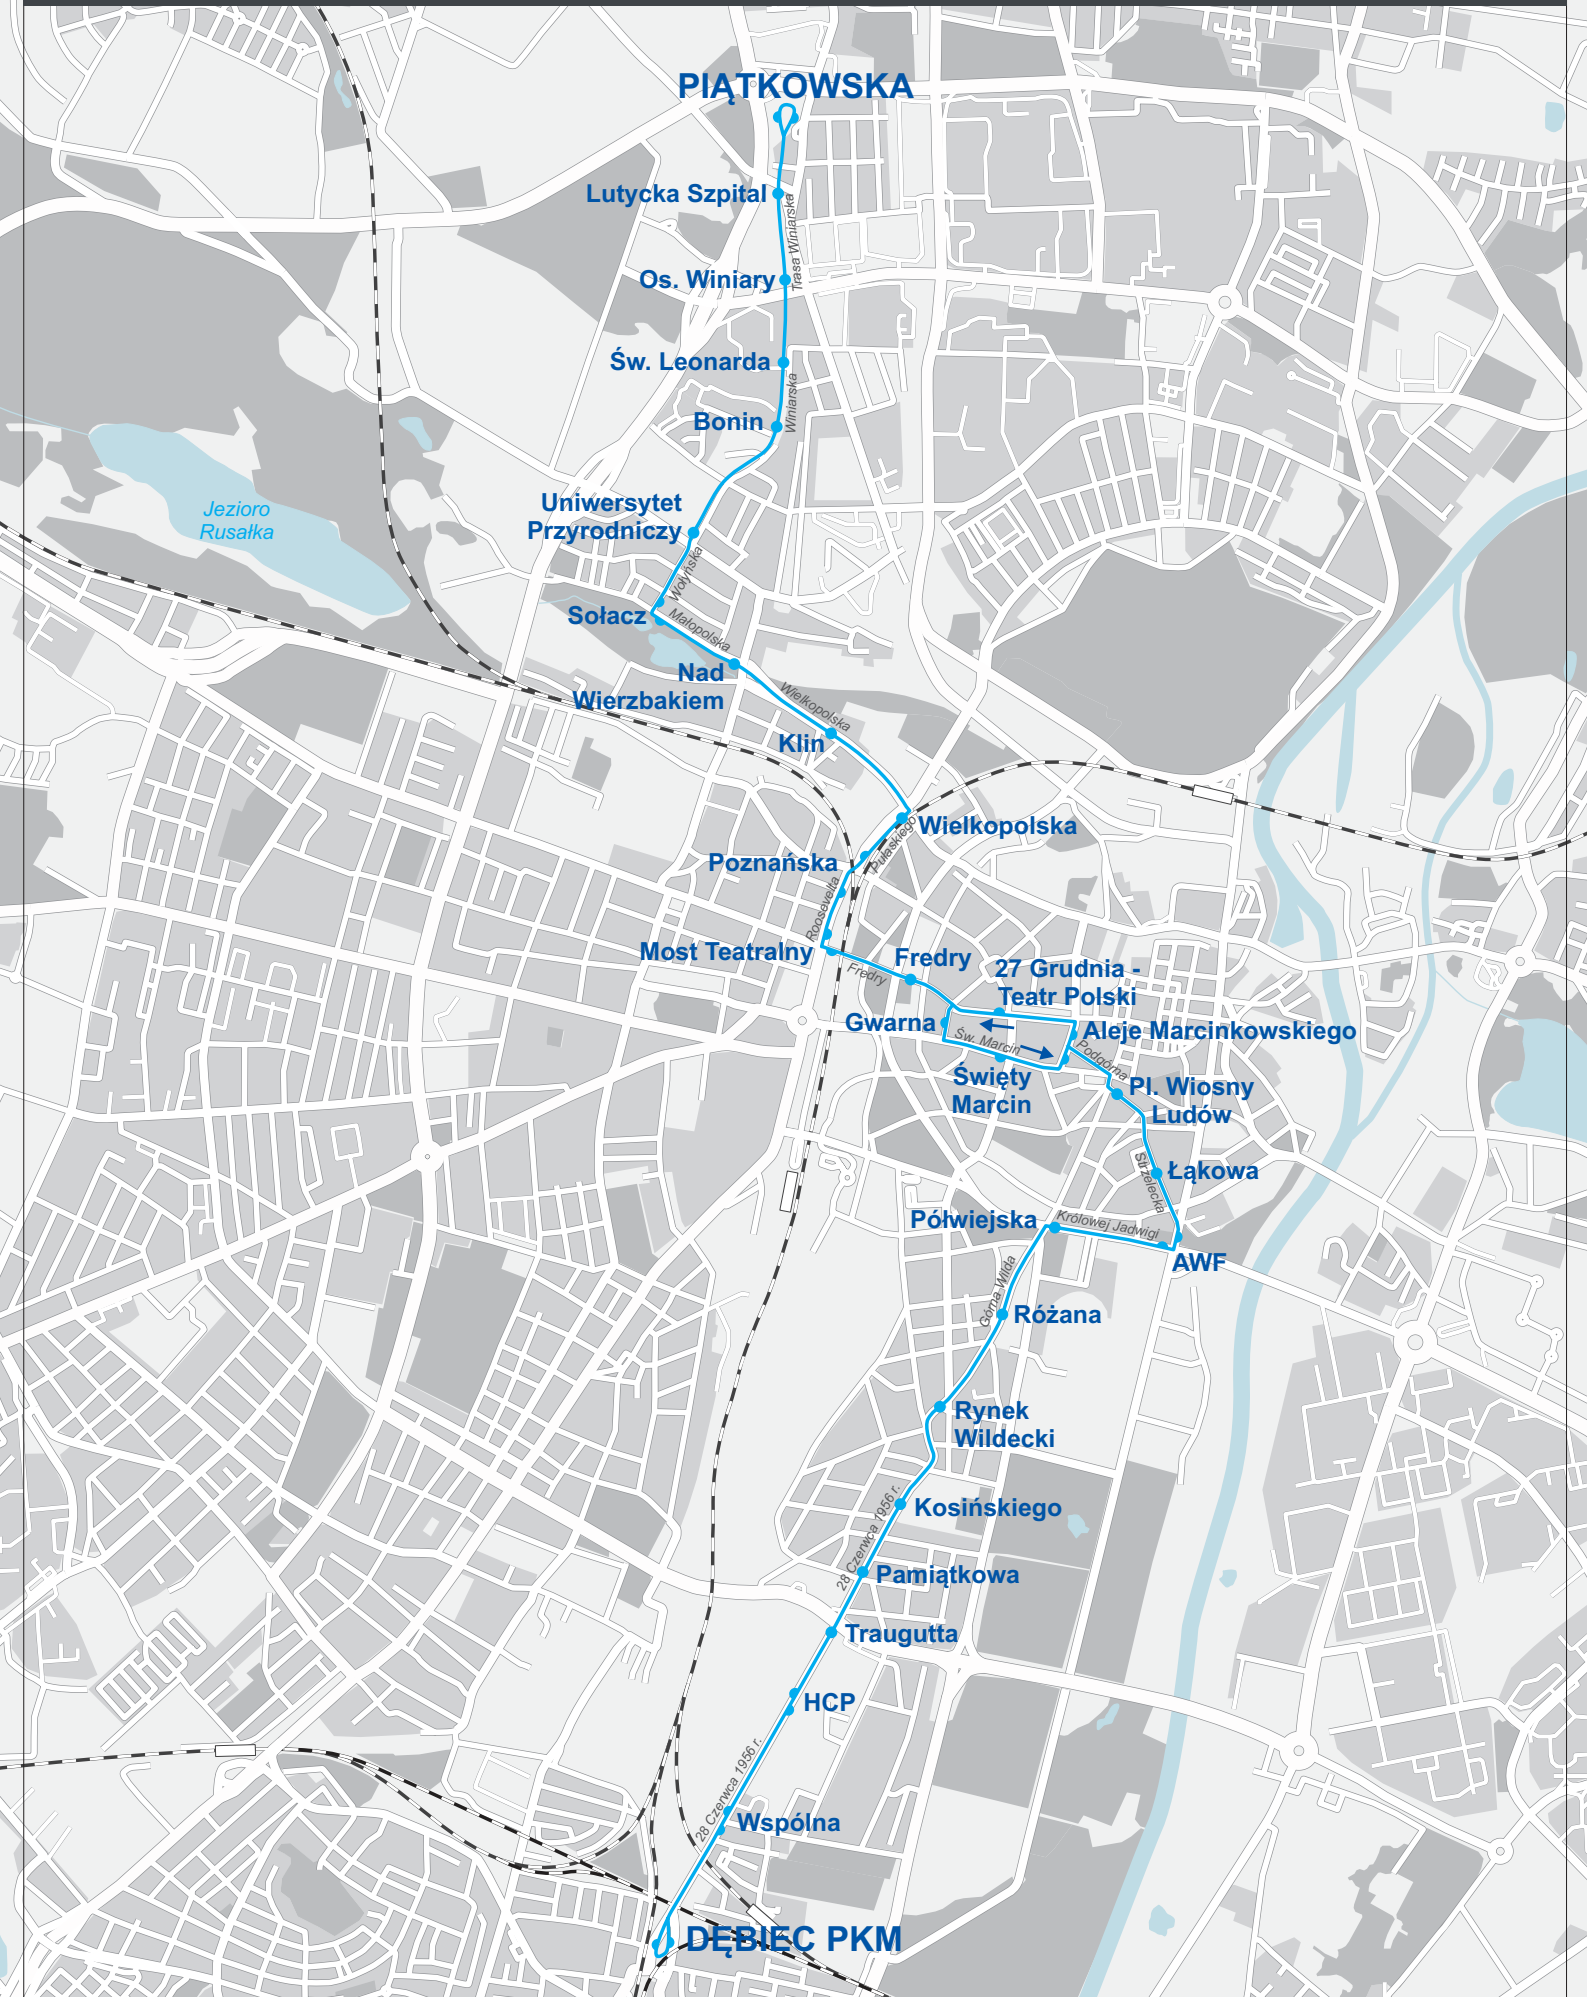 PIĄTKOWSKA
Lutycka Szpital
Trasa Winiarska
Os. Winiary
Św. Leonarda
Winiarska
Bonin
Jezioro
Rusałka
Uniwersytet
Przyrodniczy
Wołyńska
Sołacz
Małopolska
Nad
Wierzbakiem
Wielkopolska
Klin
Wielkopolska
Pułaskiego
Poznańska
Roosevelta
Most Teatralny
Fredry
Fredry
27 Grudnia -
Teatr Polski
Gwarna
Aleje Marcinkowskiego
Św. Marcin
Podgórna
Święty
Marcin
Pl. Wiosny
Ludów
Łąkowa
Strzelecka
Półwiejska
Królowej Jadwigi
AWF
Górna Wilda
Różana
Rynek
Wildecki
28 Czerwca 1956 r.
Kosińskiego
Pamiątkowa
Traugutta
HCP
28 Czerwca 1956 r.
Wspólna
DĘBIEC PKM